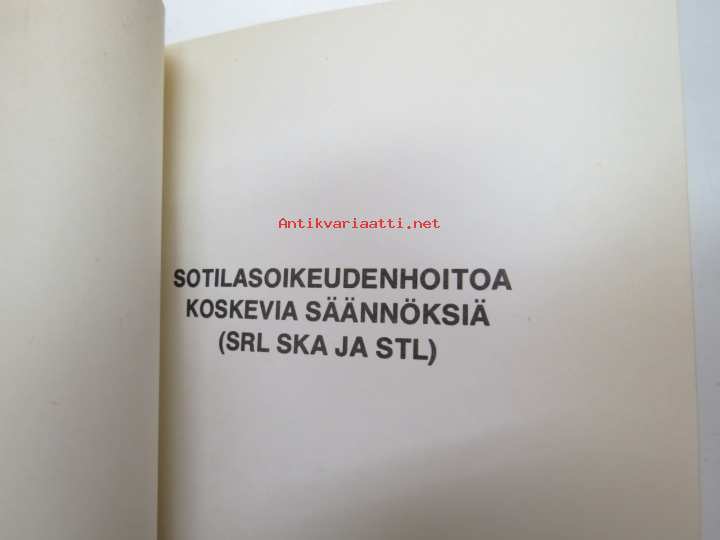 Antikvariaatti.net
SOTILASOIKEUDENHOITOA
KOSKEVIA SÄÄNNÖKSIÄ
(SRL SKA JA STL)